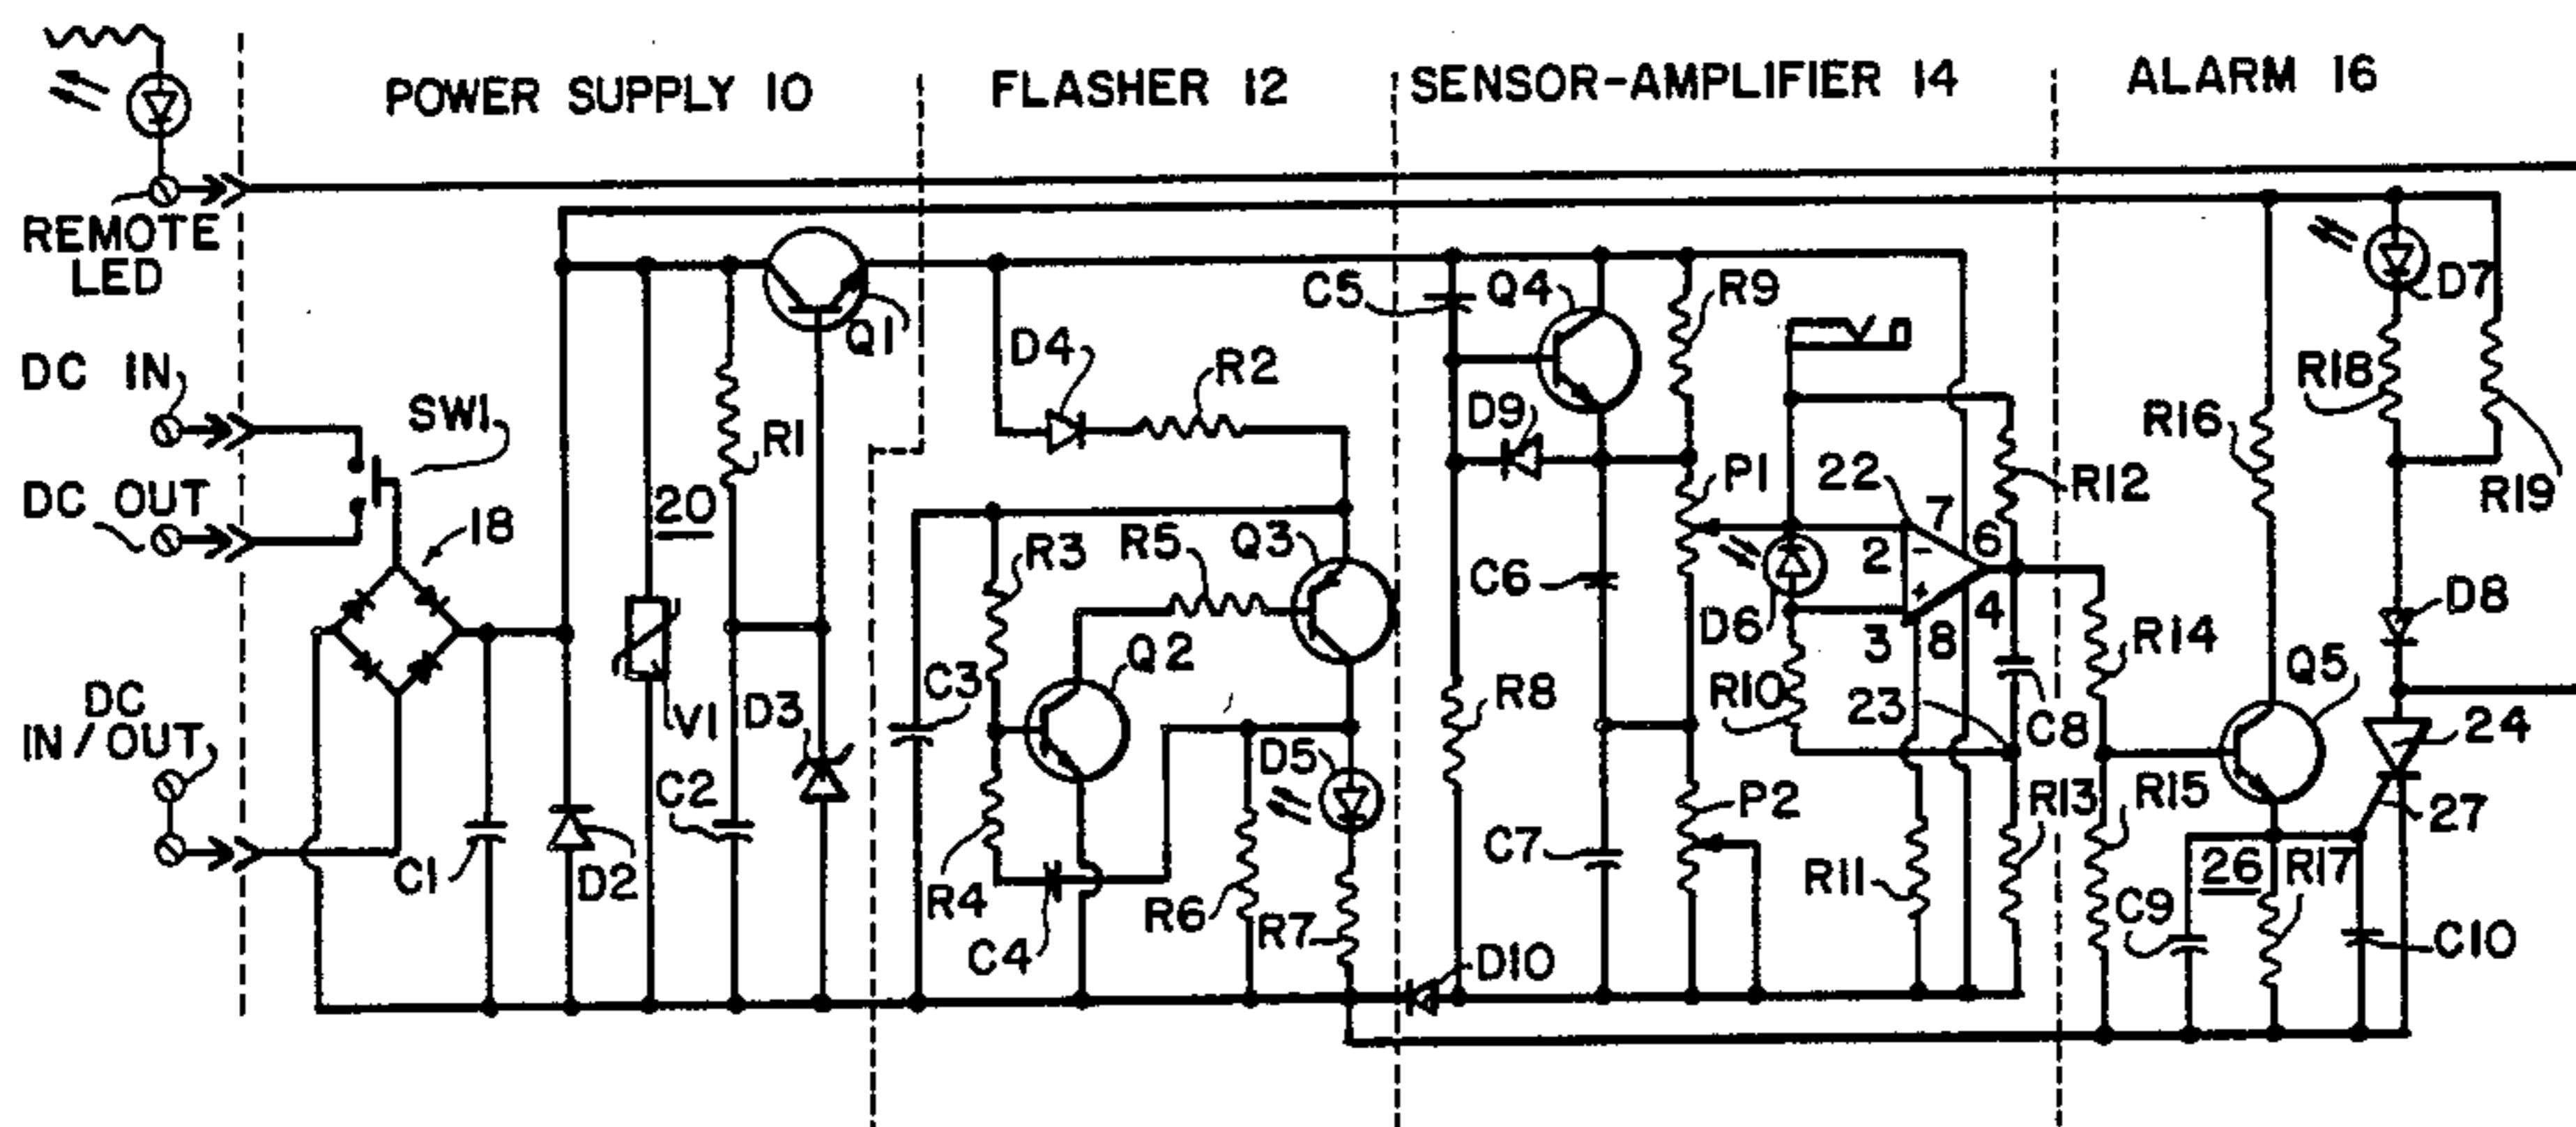 POWER SUPPLY 10
FLASHER 12
SENSOR-AMPLIFIER 14
ALARM 16
REMOTE
LED
DC IN
DC OUT
DC
IN/OUT
SW1
18
C1
D2
20
V1
R1
C2
D3
Q1
D4
R2
R3
R5
Q3
C3
Q2
R4
C4
R6
D5
R7
C5
Q4
R9
D9
P1
22
7
2
-
6
+
4
3
8
R12
C6
D6
R8
R10
23
C8
C7
P2
R11
R13
D10
R14
R15
R16
D7
R18
R19
D8
Q5
24
27
26
R17
C9
C10